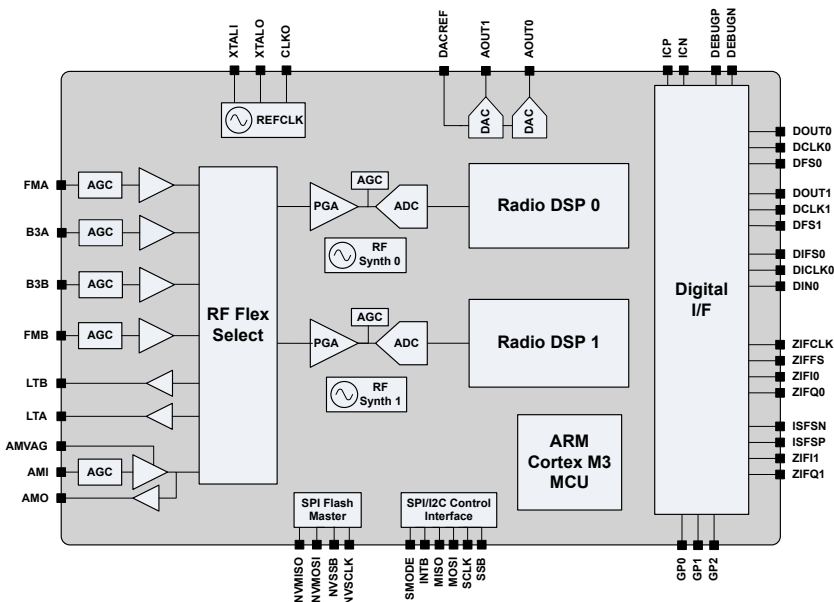 XTALI
XTALO
CLKO
DACREF
AOUT1
AOUT0
ICP
ICN
DEBUGP
DEBUGN
REFCLK
DAC
DAC
FMA
AGC
B3A
AGC
B3B
AGC
FMB
AGC
LTB
LTA
AMVAG
AMI
AGC
AMO
RF Flex
Select
PGA
AGC
ADC
RF
Synth 0
Radio DSP 0
PGA
AGC
ADC
RF
Synth 1
Radio DSP 1
ARM
Cortex M3
MCU
Digital
I/F
DOUT0
DCLK0
DFS0
DOUT1
DCLK1
DFS1
DIFS0
DICLK0
DIN0
ZIFCLK
ZIFFS
ZIFI0
ZIFQ0
ISFSN
ISFSP
ZIFI1
ZIFQ1
SPI Flash
Master
SPI/I2C Control
Interface
NVMISO
NVMOSI
NVSSB
NVSCLK
SMODE
INTB
MISO
MOSI
SCLK
SSB
GP0
GP1
GP2